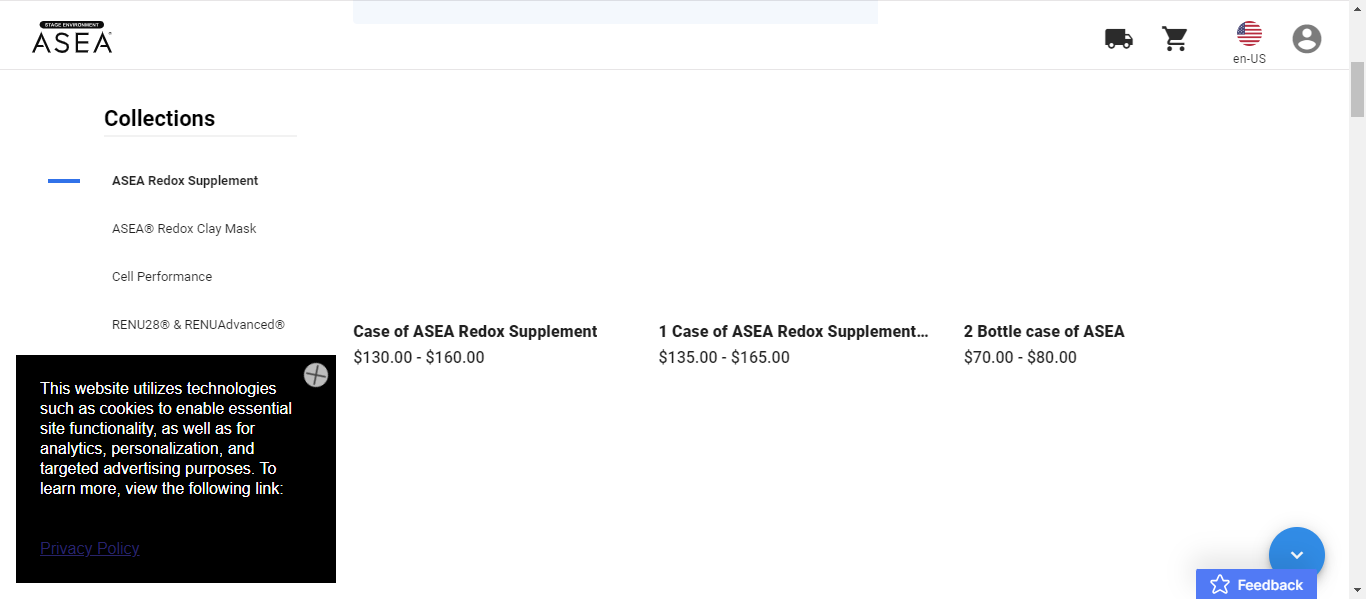 STAGE ENVIRONMENT
ASEA
en-US
Collections
ASEA Redox Supplement
ASEA® Redox Clay Mask
Cell Performance
RENU28® & RENUAdvanced®
Case of ASEA Redox Supplement
$130.00 - $160.00
1 Case of ASEA Redox Supplement...
$135.00 - $165.00
2 Bottle case of ASEA
$70.00 - $80.00
This website utilizes technologies
such as cookies to enable essential
site functionality, as well as for
analytics, personalization, and
targeted advertising purposes. To
learn more, view the following link:
Privacy Policy
Feedback